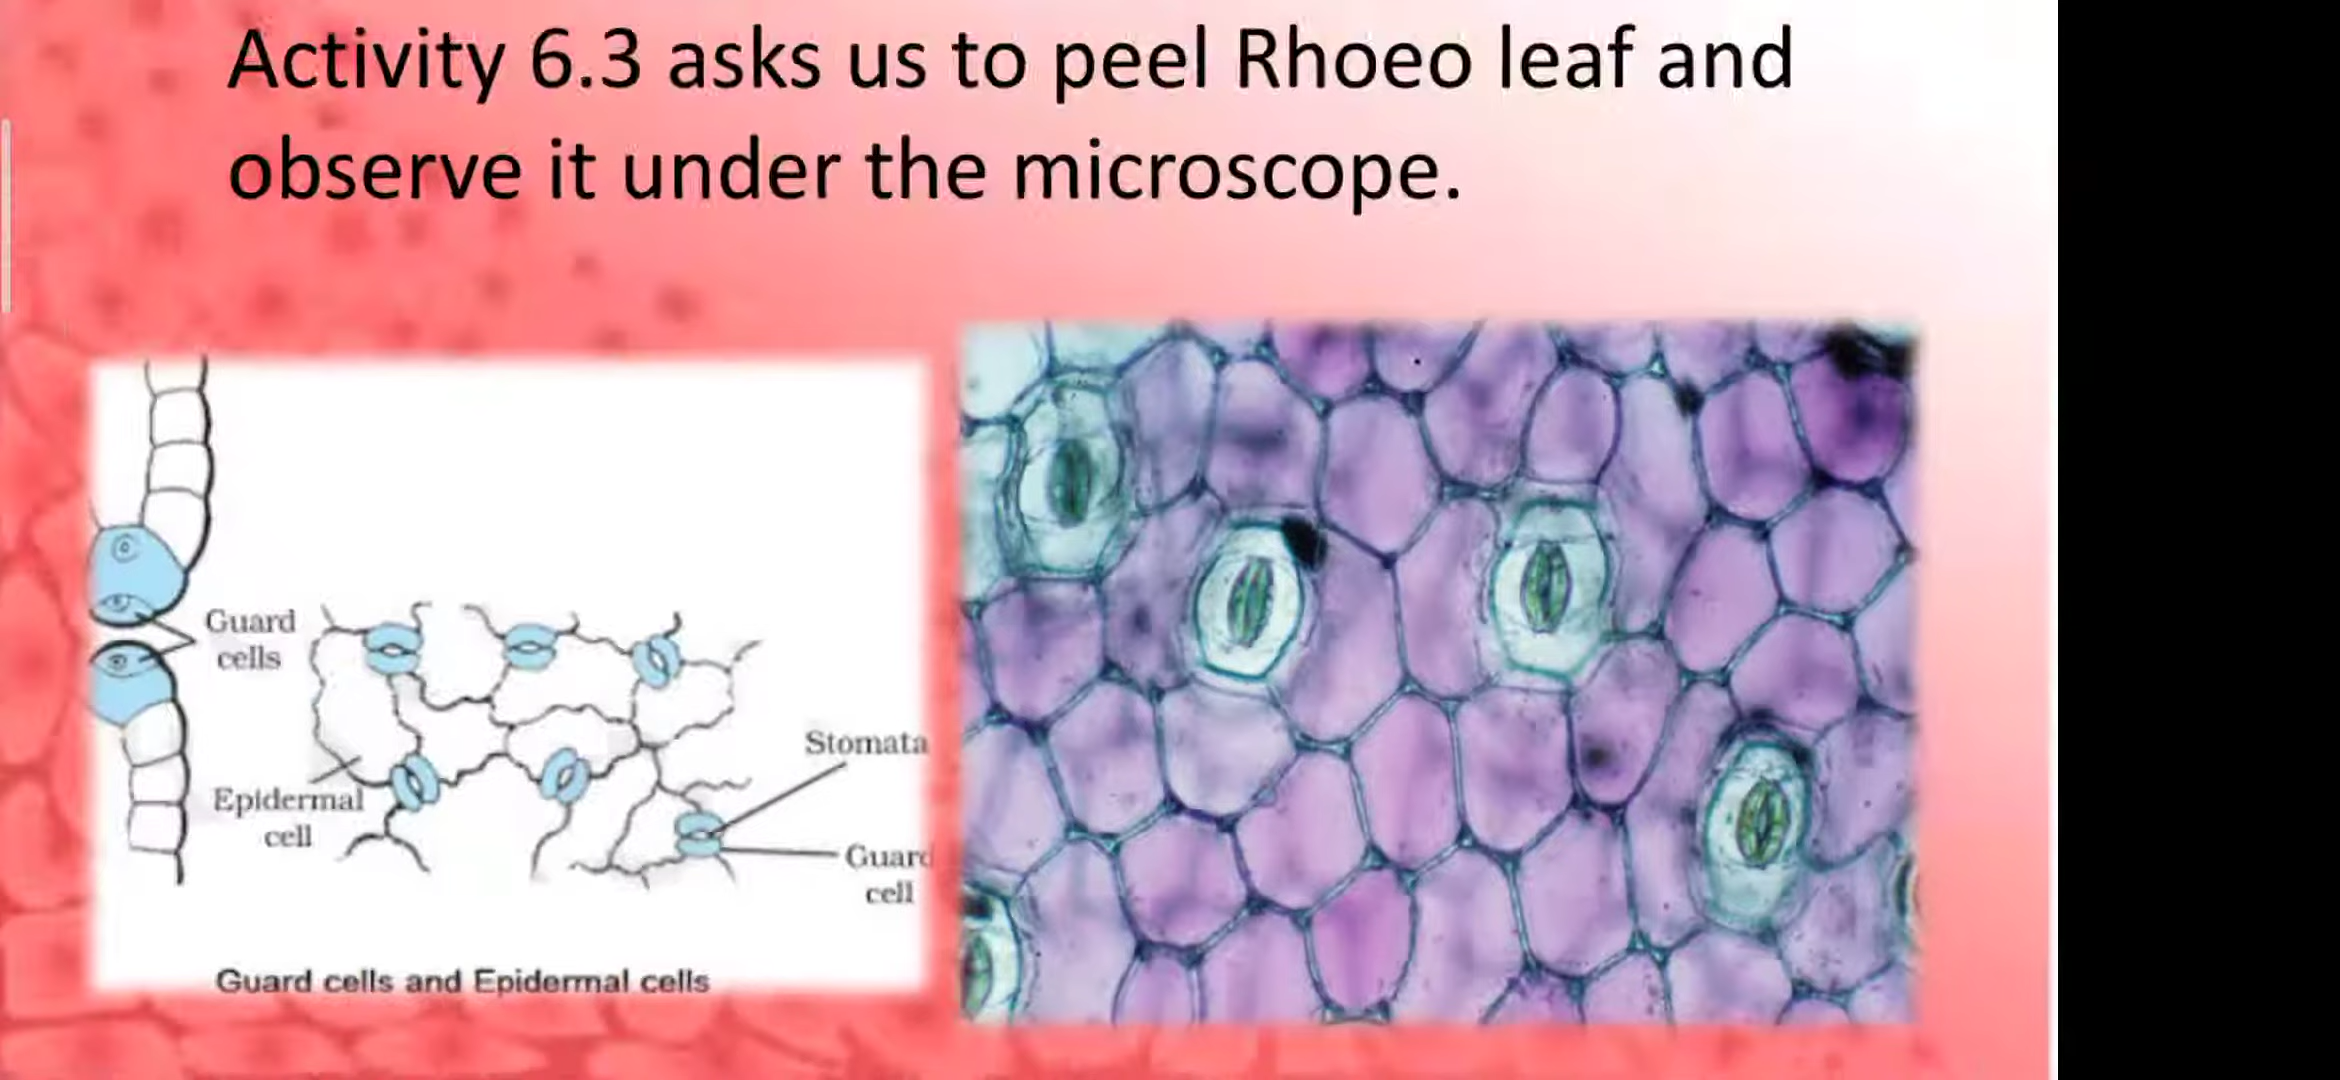 Activity 6.3 asks us to peel Rhoeo leaf and
observe it under the microscope.
Guard
cells
Epidermal
cell
Stomata
Guard
cell
Guard cells and Epidermal cells